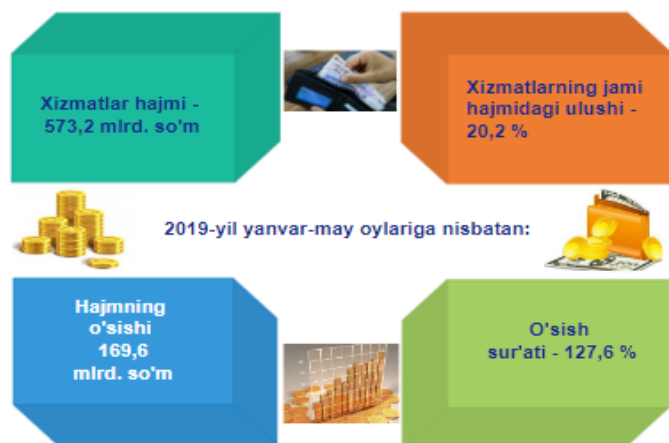 Xizmatlar hajmi -
573,2 mlrd. so'm
Xizmatlarning jami
hajmidagi ulushi -
20,2 %
2019-yil yanvar-may oylariga nisbatan:
Hajmning
o'sishi
169,6
mlrd. so'm
O'sish
sur'ati - 127,6 %